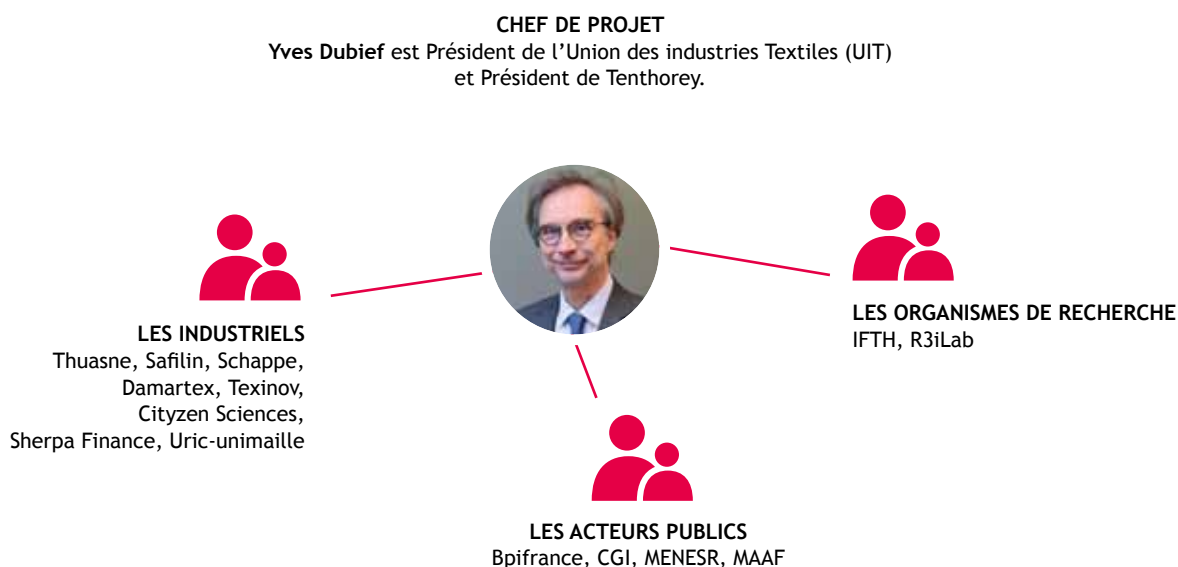 CHEF DE PROJET
Yves Dubief est Président de l'Union des industries Textiles (UIT)
et Président de Tenthorey.
LES INDUSTRIELS
Thuasne, Safilin, Schappe,
Damartex, Texinov,
Cityzen Sciences,
Sherpa Finance, Uric-unimaille
LES ORGANISMES DE RECHERCHE
IFTH, R3iLab
LES ACTEURS PUBLICS
Bpifrance, CGI, MENESR, MAAF